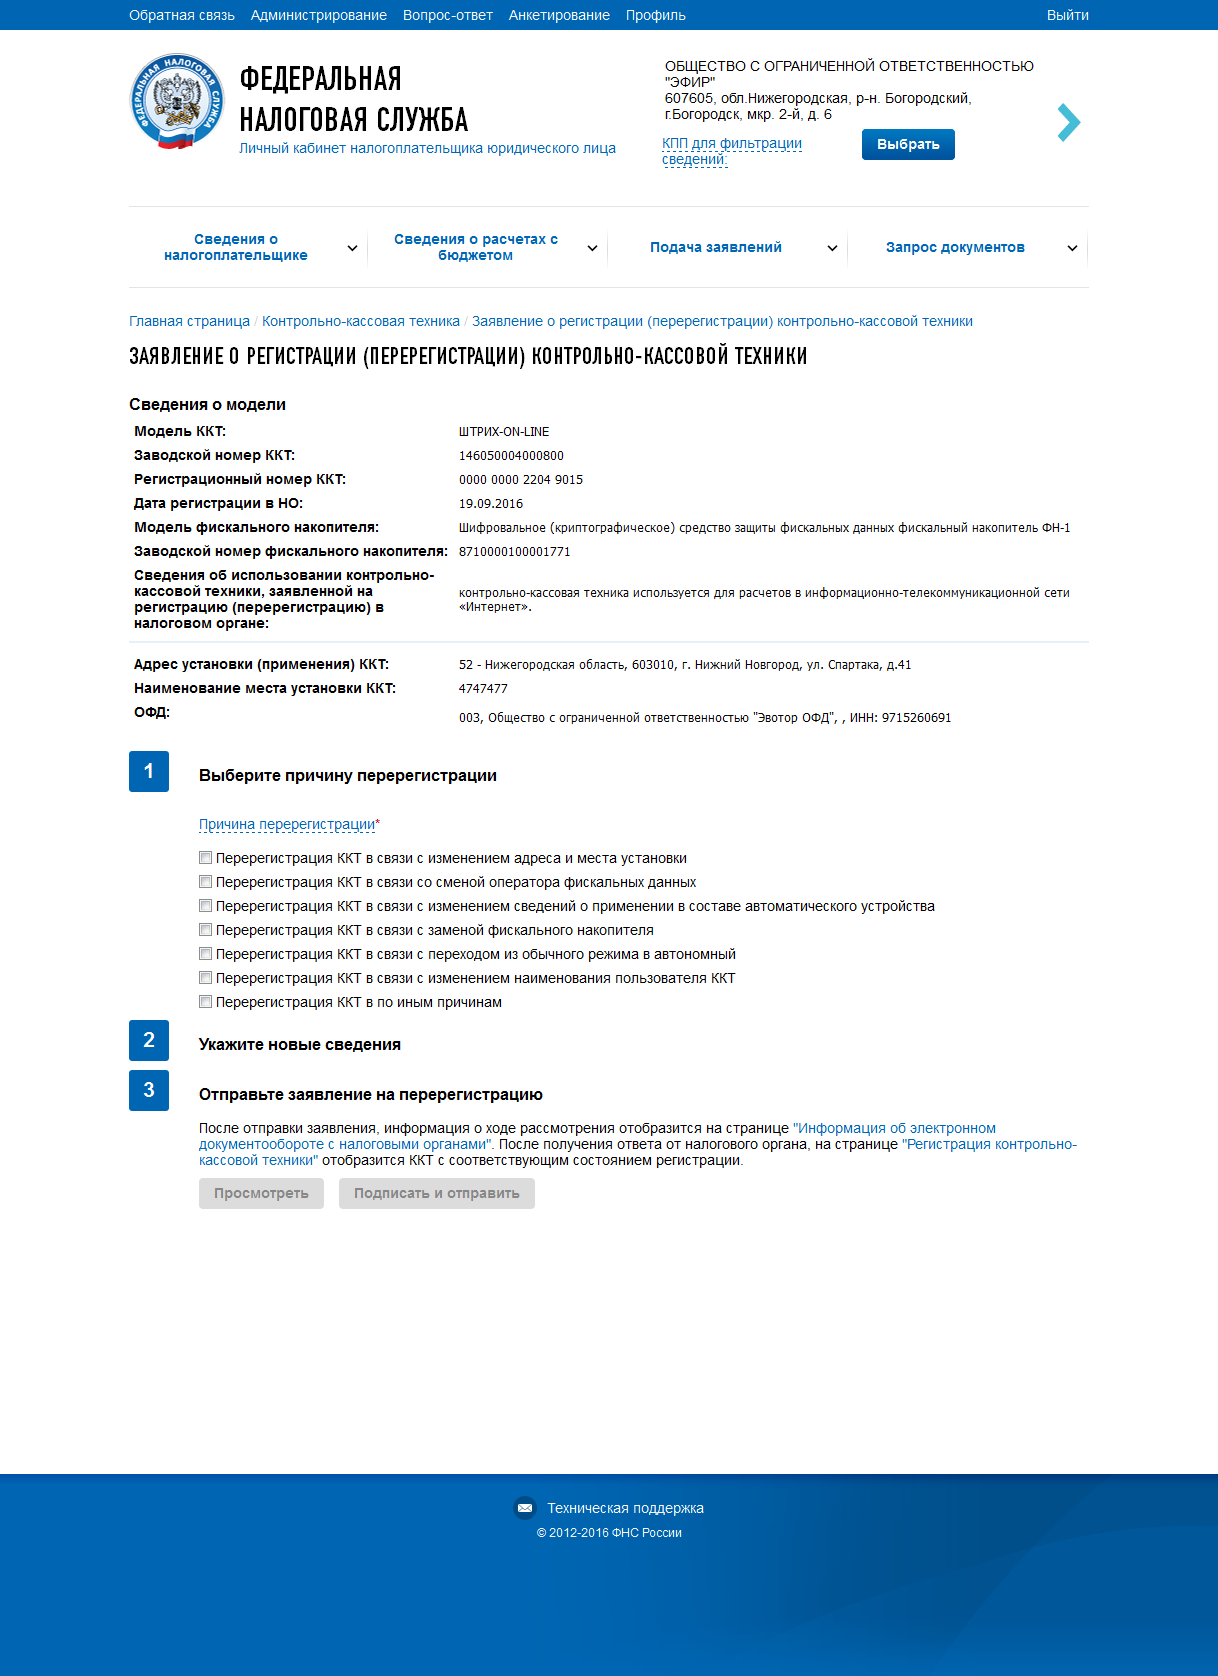 Обратная связь Администрирование Вопрос-ответ Анкетирование Профиль Выйти
ФЕДЕРАЛЬНАЯ НАЛОГОВАЯ СЛУЖБА
ФЕДЕРАЛЬНАЯ
НАЛОГОВАЯ СЛУЖБА
Личный кабинет налогоплательщика юридического лица
ОБЩЕСТВО С ОГРАНИЧЕННОЙ ОТВЕТСТВЕННОСТЬЮ
"ЭФИР"
607605, обл.Нижегородская, р-н. Богородский,
г.Богородск, мкр. 2-й, д. 6
КПП для фильтрации
сведений:
Выбрать
Сведения о
налогоплательщике
Сведения о расчетах с
бюджетом
Подача заявлений
Запрос документов
Главная страница / Контрольно-кассовая техника / Заявление о регистрации (перерегистрации) контрольно-кассовой техники
ЗАЯВЛЕНИЕ О РЕГИСТРАЦИИ (ПЕРЕРЕГИСТРАЦИИ) КОНТРОЛЬНО-КАССОВОЙ ТЕХНИКИ
Сведения о модели
Модель ККТ: ШТРИХ-ON-LINE
Заводской номер ККТ: 146050004000800
Регистрационный номер ККТ: 0000 0000 2204 9015
Дата регистрации в НО: 19.09.2016
Модель фискального накопителя: Шифровальное (криптографическое) средство защиты фискальных данных фискальный накопитель ФН-1
Заводской номер фискального накопителя: 8710000100001771
Сведения об использовании контрольно-
кассовой техники, заявленной на
регистрацию (перерегистрацию) в
налоговом органе:
контрольно-кассовая техника используется для расчетов в информационно-телекоммуникационной сети
«Интернет».
Адрес установки (применения) ККТ: 52 - Нижегородская область, 603010, г. Нижний Новгород, ул. Спартака, д.41
Наименование места установки ККТ: 4747477
ОФД: 003, Общество с ограниченной ответственностью "Эвотор ОФД", , ИНН: 9715260691
1 Выберите причину перерегистрации
Причина перерегистрации*
Перерегистрация ККТ в связи с изменением адреса и места установки
Перерегистрация ККТ в связи со сменой оператора фискальных данных
Перерегистрация ККТ в связи с изменением сведений о применении в составе автоматического устройства
Перерегистрация ККТ в связи с заменой фискального накопителя
Перерегистрация ККТ в связи с переходом из обычного режима в автономный
Перерегистрация ККТ в связи с изменением наименования пользователя ККТ
Перерегистрация ККТ в по иным причинам
2 Укажите новые сведения
3 Отправьте заявление на перерегистрацию
После отправки заявления, информация о ходе рассмотрения отобразится на странице "Информация об электронном
документообороте с налоговыми органами". После получения ответа от налогового органа, на странице "Регистрация контрольно-
кассовой техники" отобразится ККТ с соответствующим состоянием регистрации.
Просмотреть Подписать и отправить
Техническая поддержка
© 2012-2016 ФНС России